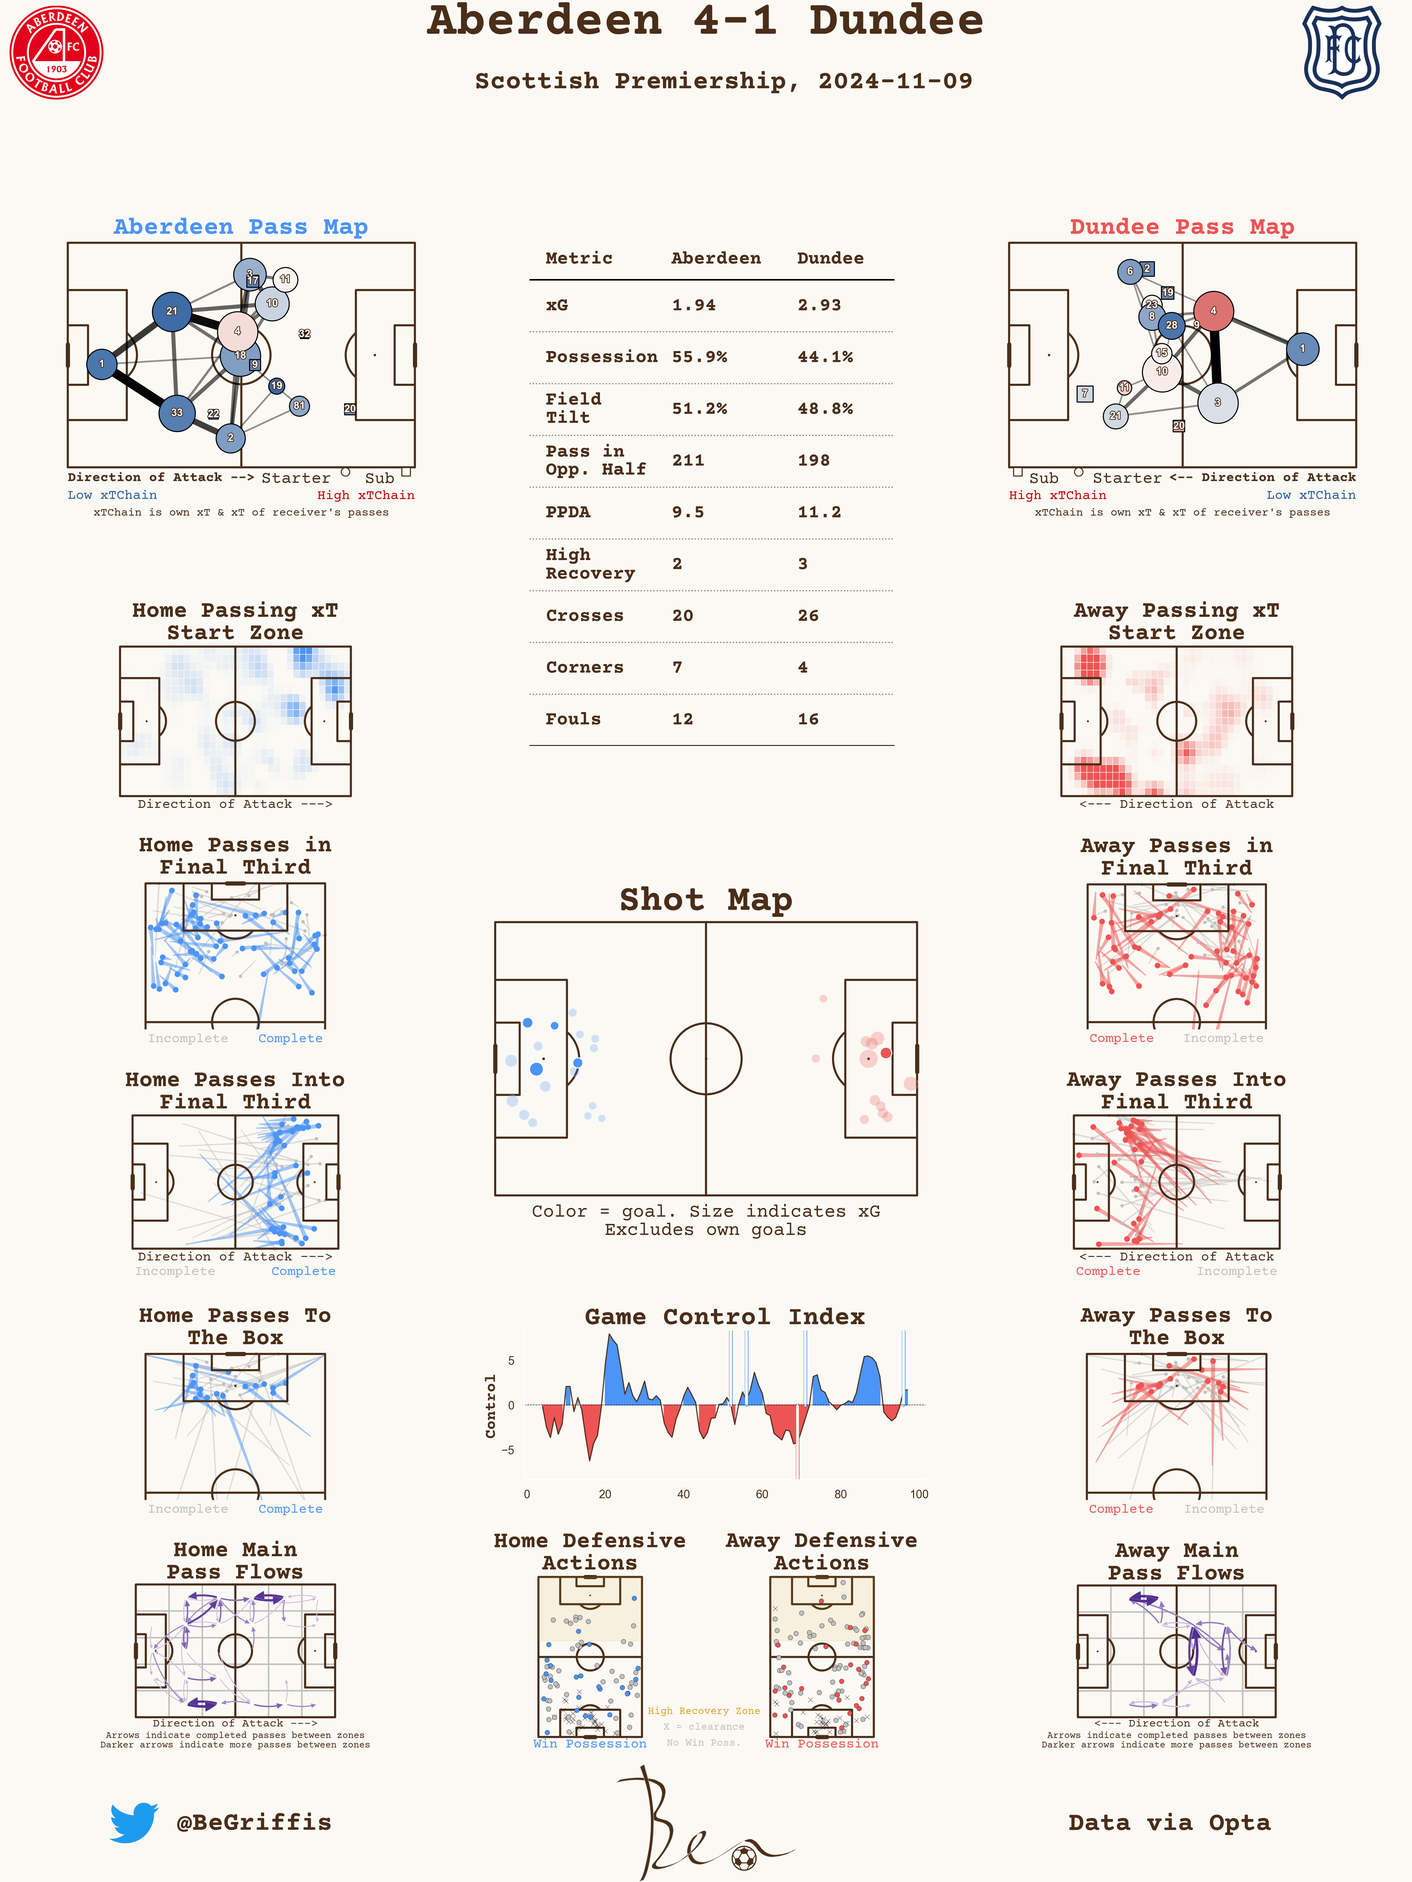 Aberdeen 4-1 Dundee
Scottish Premiership, 2024-11-09
ABERDEEN
FC
1903
FOOTBALL CLUB
DFC
Aberdeen Pass Map
3
17
11
10
21
4
32
18
1
9
19
81
20
33
22
2
Direction of Attack --> Starter Sub
Low xTChain High xTChain
xTChain is own xT & xT of receiver's passes
Metric Aberdeen Dundee
xG 1.94 2.93
Possession 55.9% 44.1%
Field
Tilt 51.2% 48.8%
Pass in
Opp. Half 211 198
PPDA 9.5 11.2
High
Recovery 2 3
Crosses 20 26
Corners 7 4
Fouls 12 16
Dundee Pass Map
6
2
19
23
8
28
9
4
1
15
10
7
11
3
21
20
Sub Starter <-- Direction of Attack
High xTChain Low xTChain
xTChain is own xT & xT of receiver's passes
Home Passing xT
Start Zone
Direction of Attack --->
Away Passing xT
Start Zone
<--- Direction of Attack
Home Passes in
Final Third
Incomplete Complete
Shot Map
Color = goal. Size indicates xG
Excludes own goals
Away Passes in
Final Third
Complete Incomplete
Home Passes Into
Final Third
Direction of Attack --->
Incomplete Complete
Away Passes Into
Final Third
<--- Direction of Attack
Complete Incomplete
Home Passes To
The Box
Incomplete Complete
Game Control Index
Control
5
0
−5
0 20 40 60 80 100
Away Passes To
The Box
Complete Incomplete
Home Main
Pass Flows
Direction of Attack --->
Arrows indicate completed passes between zones
Darker arrows indicate more passes between zones
Home Defensive
Actions
Win Possession
High Recovery Zone
X = clearance
No Win Poss.
Away Defensive
Actions
Win Possession
Away Main
Pass Flows
<--- Direction of Attack
Arrows indicate completed passes between zones
Darker arrows indicate more passes between zones
@BeGriffis
Ben
Data via Opta